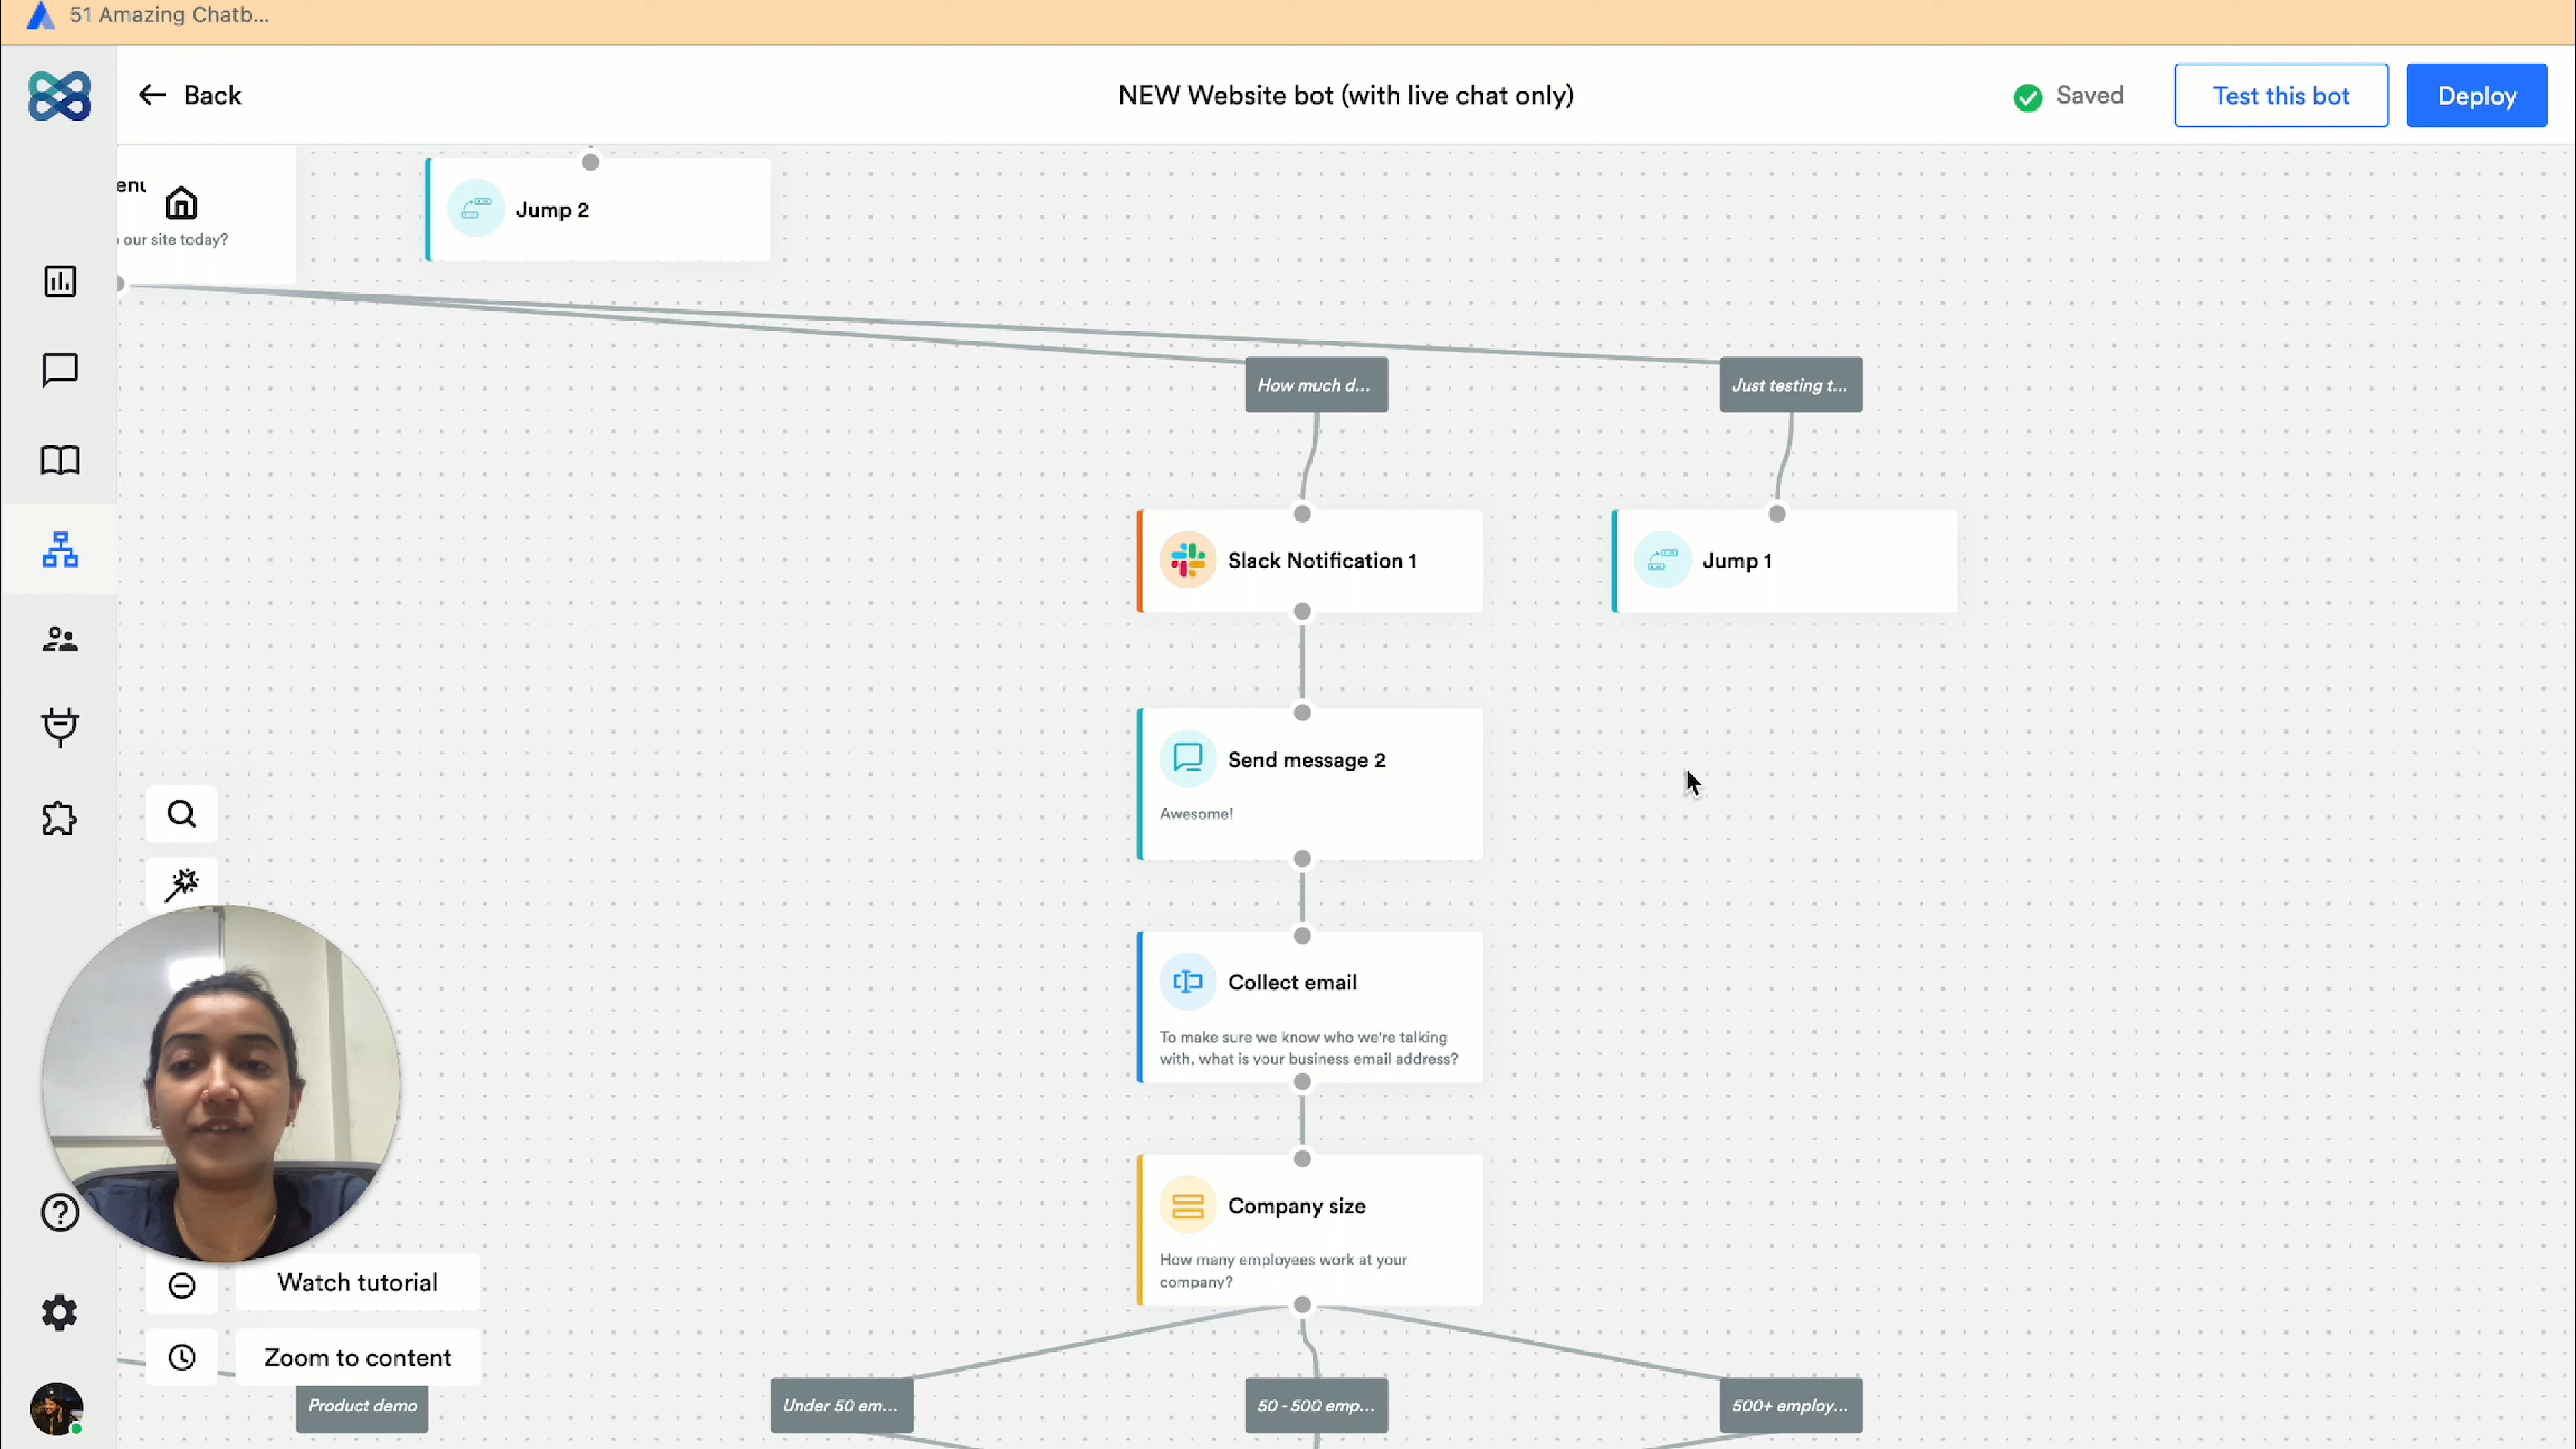 51 Amazing Chatb...
Back
NEW Website bot (with live chat only)
Saved
Test this bot
Deploy
enu
our site today?
Jump 2
How much d...
Just testing t...
Slack Notification 1
Jump 1
Send message 2
Awesome!
Collect email
To make sure we know who we're talking
with, what is your business email address?
Company size
How many employees work at your
company?
Watch tutorial
Zoom to content
Product demo
Under 50 em...
50 - 500 emp...
500+ employ...